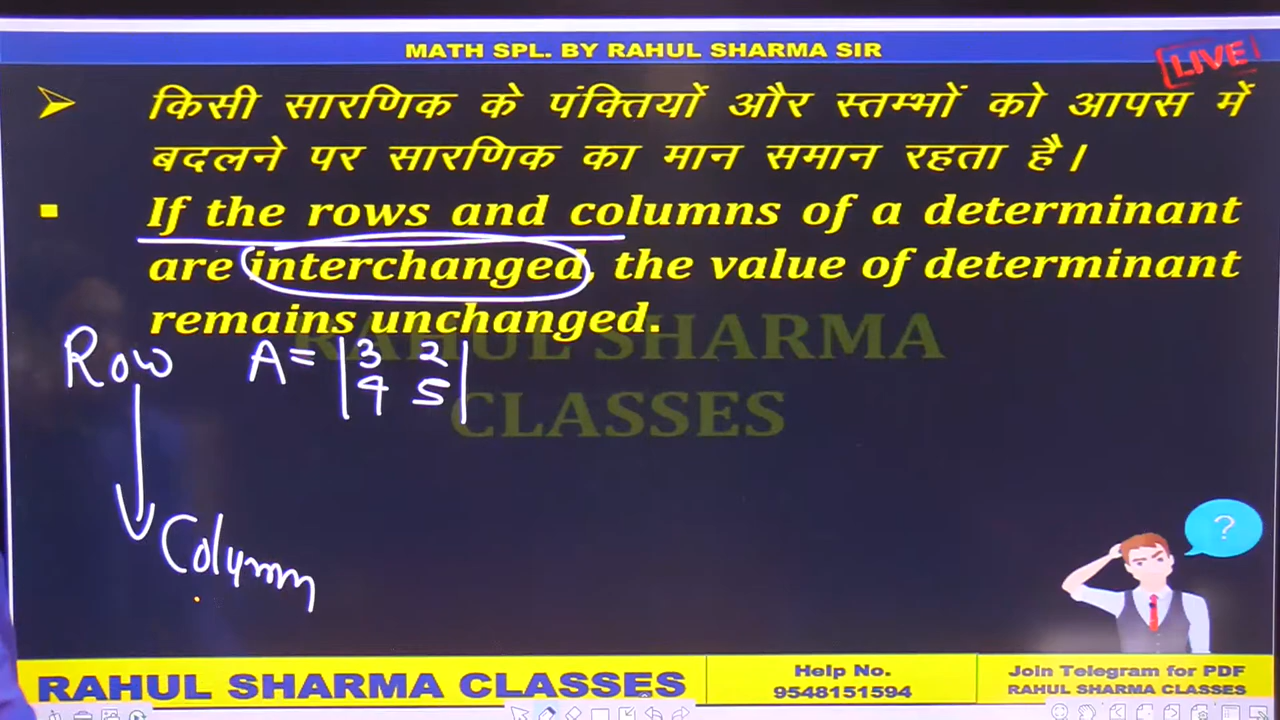 MATH SPL. BY RAHUL SHARMA SIR
LIVE
➢ किसी सारणिक के पंक्तियों और स्तम्भों को आपस में
बदलने पर सारणिक का मान समान रहता है।
▪ If the rows and columns of a determinant
are interchanged, the value of determinant
remains unchanged.
RAHUL SHARMA
CLASSES
Row A = | 3 2 |
| 4 5 |
Column
?
RAHUL SHARMA CLASSES
Help No.
9548151594
Join Telegram for PDF
RAHUL SHARMA CLASSES